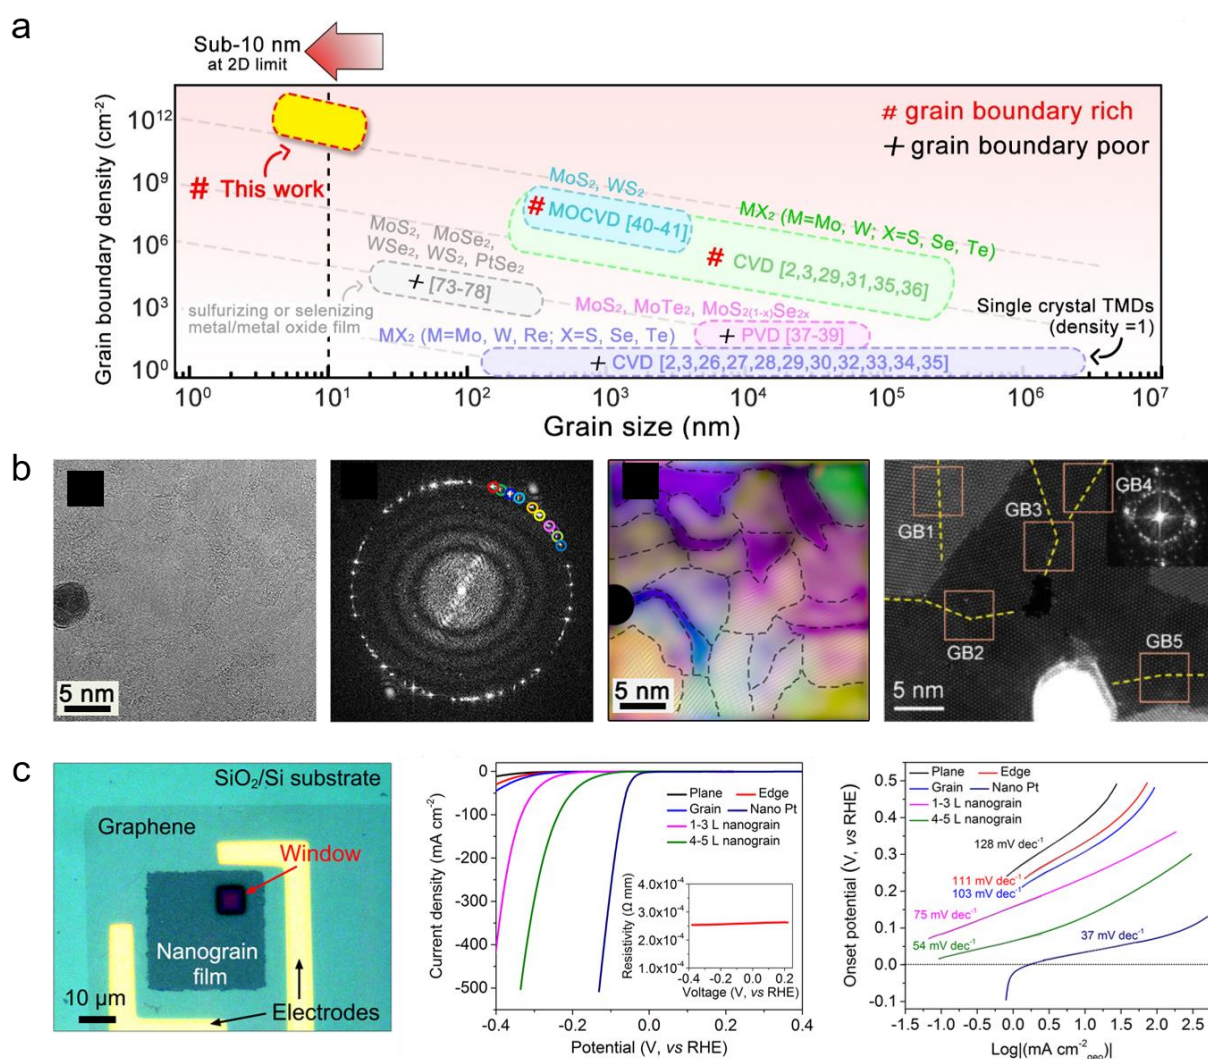 a
Sub-10 nm
at 2D limit
Grain boundary density (cm⁻²)
10¹²
10⁹
10⁶
10³
10⁰
# grain boundary rich
+ grain boundary poor
# This work
MoS₂, WS₂
# MOCVD [40-41]
MX₂ (M=Mo, W; X=S, Se, Te)
# CVD [2,3,29,31,35,36]
MoS₂, MoSe₂,
WSe₂, WS₂, PtSe₂
+ [73-78]
sulfurizing or selenizing
metal/metal oxide film
MoS₂, MoTe₂, MoS₂₍₁₋ₓ₎Se₂ₓ
+ PVD [37-39]
Single crystal TMDs
(density =1)
MX₂ (M=Mo, W, Re; X=S, Se, Te)
+ CVD [2,3,26,27,28,29,30,32,33,34,35]
10⁰ 10¹ 10² 10³ 10⁴ 10⁵ 10⁶ 10⁷
Grain size (nm)
b
5 nm
5 nm
GB1
GB2
GB3
GB4
GB5
5 nm
c
SiO₂/Si substrate
Graphene
Window
Nanograin
film
Electrodes
10 µm
Current density (mA cm⁻²)
0
-100
-200
-300
-400
-500
Plane Edge
Grain Nano Pt
1-3 L nanograin
4-5 L nanograin
Resistivity (Ω mm)
4.0x10⁻⁴
3.0x10⁻⁴
2.0x10⁻⁴
1.0x10⁻⁴
-0.4 -0.2 0.0 0.2
Voltage (V, vs RHE)
-0.4 -0.2 0.0 0.2 0.4
Potential (V, vs RHE)
Onset potential (V, vs RHE)
0.5
0.4
0.3
0.2
0.1
0.0
-0.1
Plane Edge
Grain Nano Pt
1-3 L nanograin
4-5 L nanograin
128 mV dec⁻¹
111 mV dec⁻¹
103 mV dec⁻¹
75 mV dec⁻¹
54 mV dec⁻¹
37 mV dec⁻¹
-1.5 -1.0 -0.5 0.0 0.5 1.0 1.5 2.0 2.5
Log|(mA cm⁻²geo)|